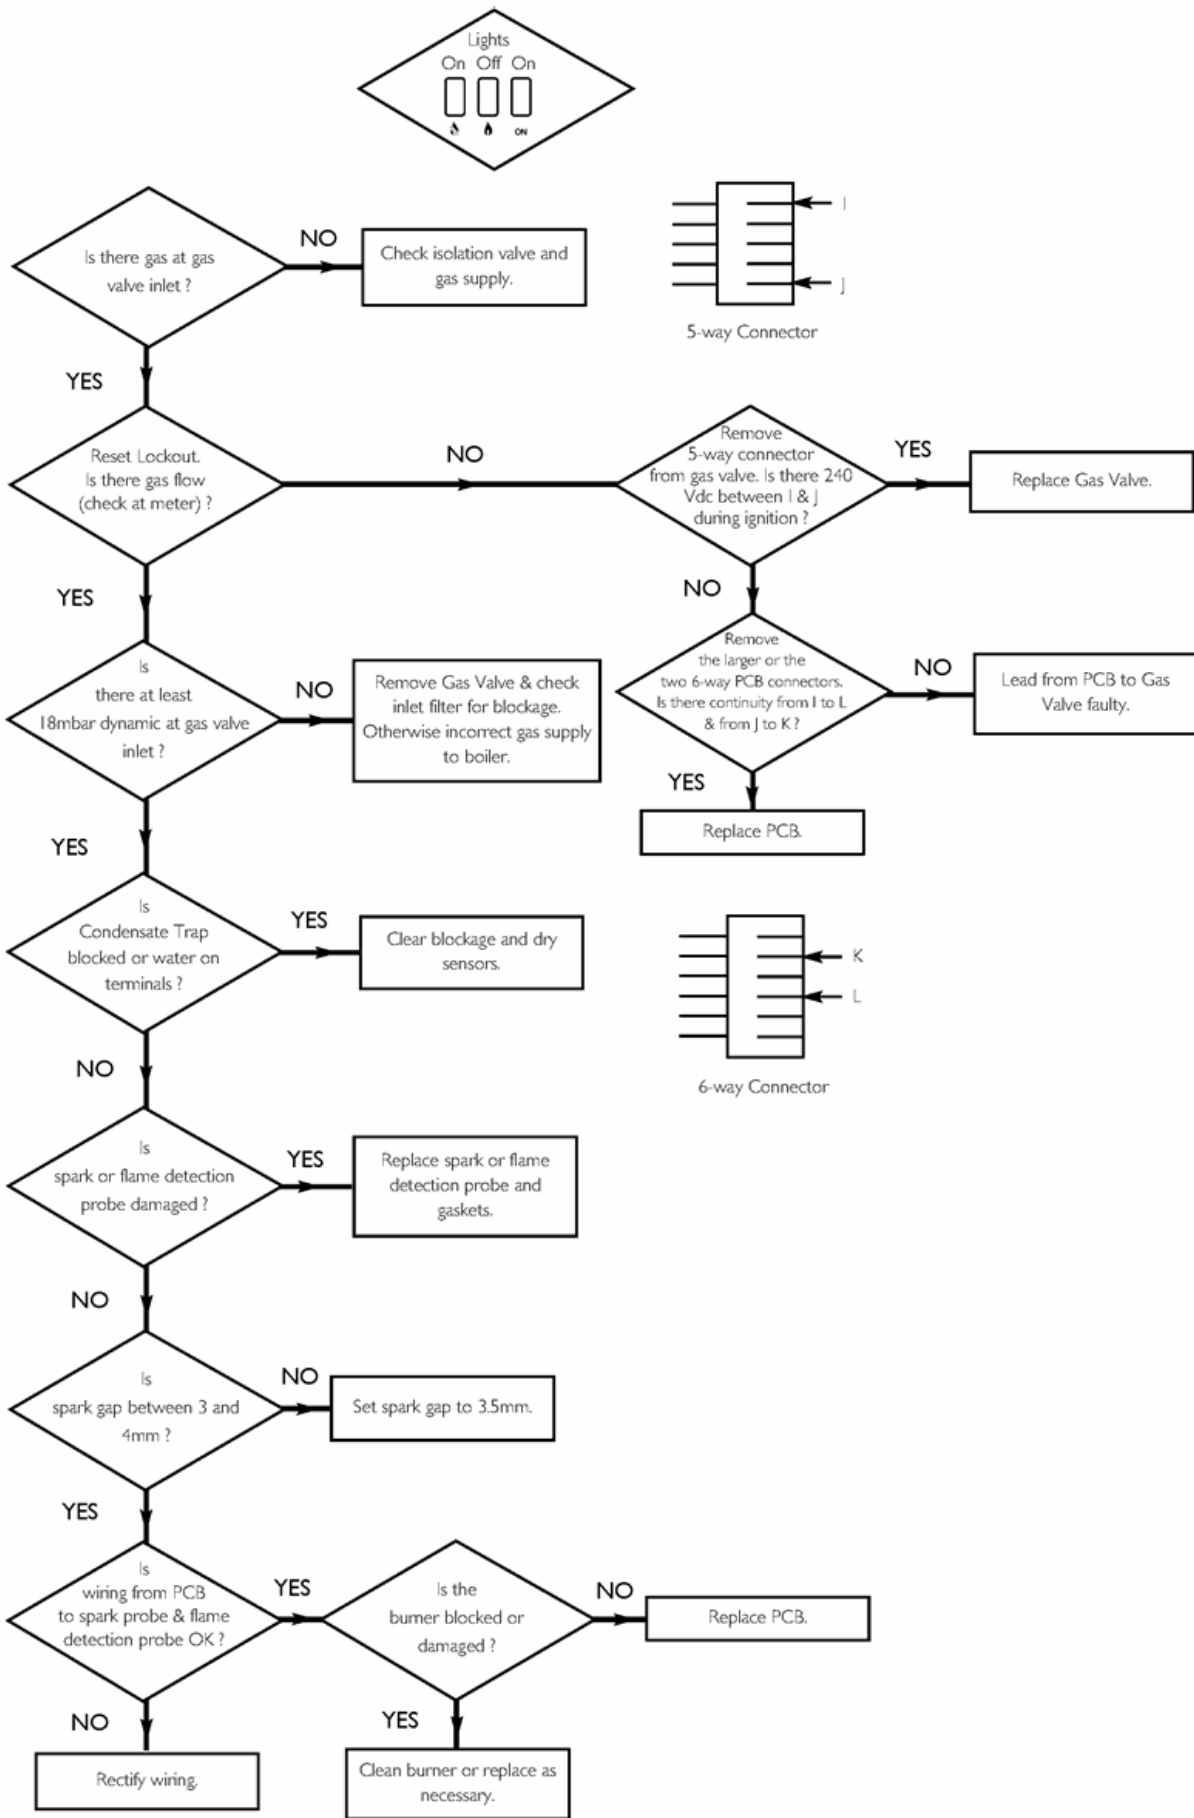 Lights
On Off On
ON
Is there gas at gas
valve inlet ?
NO
Check isolation valve and
gas supply.
I
J
5-way Connector
YES
Reset Lockout.
Is there gas flow
(check at meter) ?
NO
Remove
5-way connector
from gas valve. Is there 240
Vdc between I & J
during ignition ?
YES
Replace Gas Valve.
YES
NO
Is
there at least
18mbar dynamic at gas valve
inlet ?
NO
Remove Gas Valve & check
inlet filter for blockage.
Otherwise incorrect gas supply
to boiler.
Remove
the larger or the
two 6-way PCB connectors.
Is there continuity from I to L
& from J to K ?
NO
Lead from PCB to Gas
Valve faulty.
YES
Replace PCB.
YES
Is
Condensate Trap
blocked or water on
terminals ?
YES
Clear blockage and dry
sensors.
K
L
6-way Connector
NO
Is
spark or flame detection
probe damaged ?
YES
Replace spark or flame
detection probe and
gaskets.
NO
Is
spark gap between 3 and
4mm ?
NO
Set spark gap to 3.5mm.
YES
Is
wiring from PCB
to spark probe & flame
detection probe OK ?
YES
Is the
burner blocked or
damaged ?
NO
Replace PCB.
NO
Rectify wiring.
YES
Clean burner or replace as
necessary.